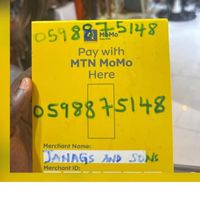 0598875148
MoMo
Pay with
MTN MoMo
Here
0598875148
Merchant Name:
JANAGS AND SONS
Merchant ID: